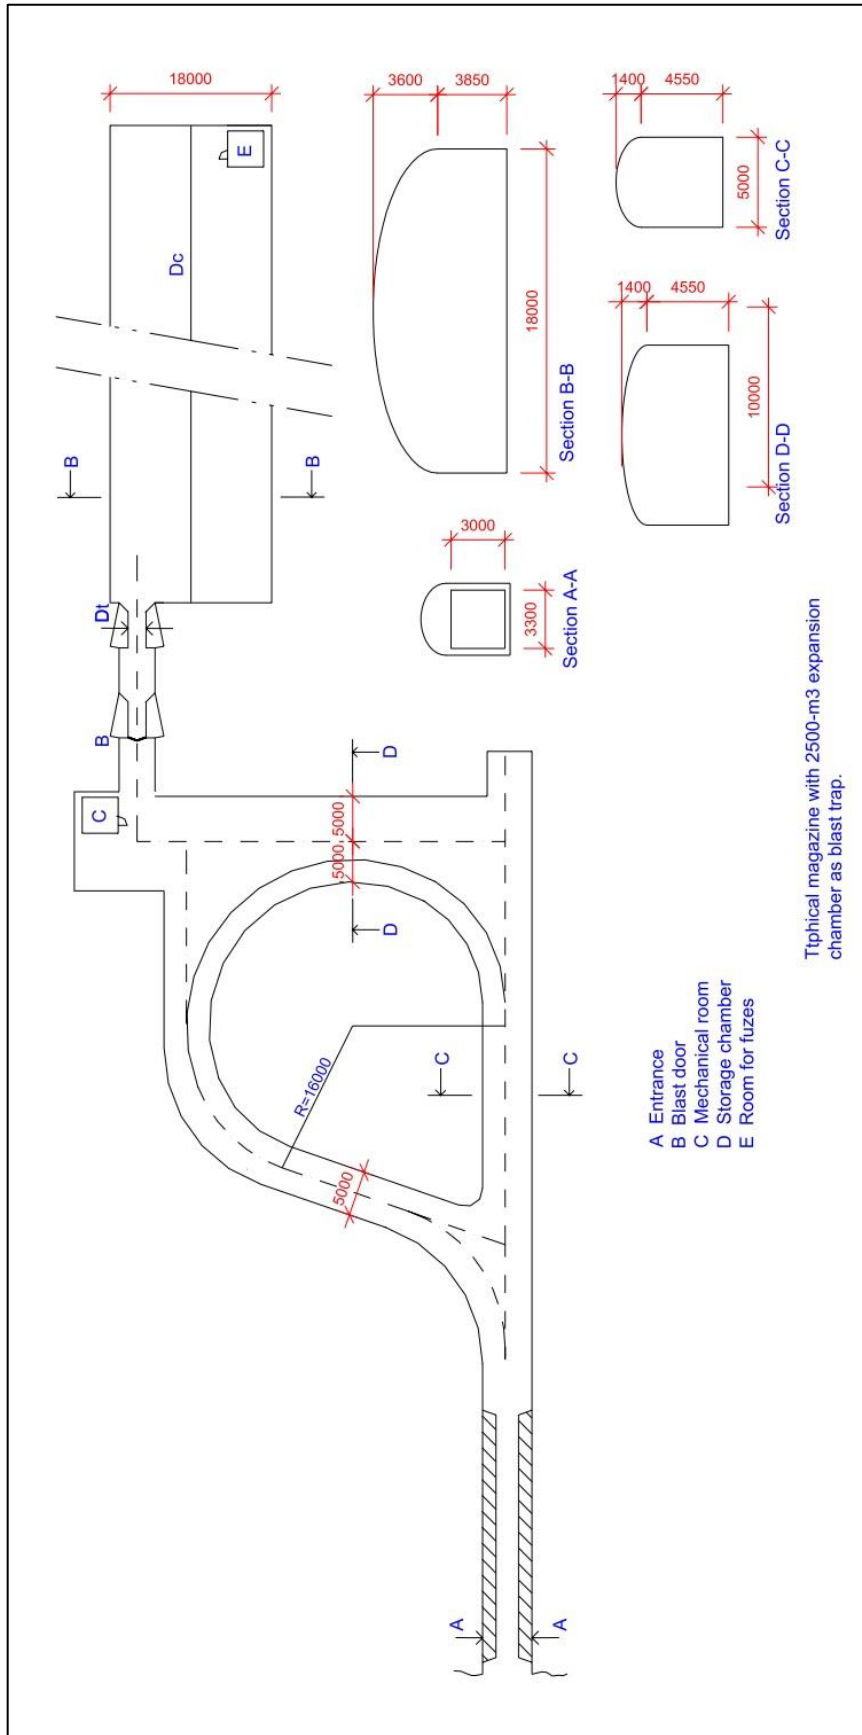 18000
E
Dc
B
B
Dt
B
C
D
D
5000
5000
R=16000
C
C
5000
A
A
3600
3850
18000
Section B-B
1400
4550
5000
Section C-C
1400
4550
10000
Section D-D
3000
3300
Section A-A
A Entrance
B Blast door
C Mechanical room
D Storage chamber
E Room for fuzes
Ttphical magazine with 2500-m3 expansion
chamber as blast trap.